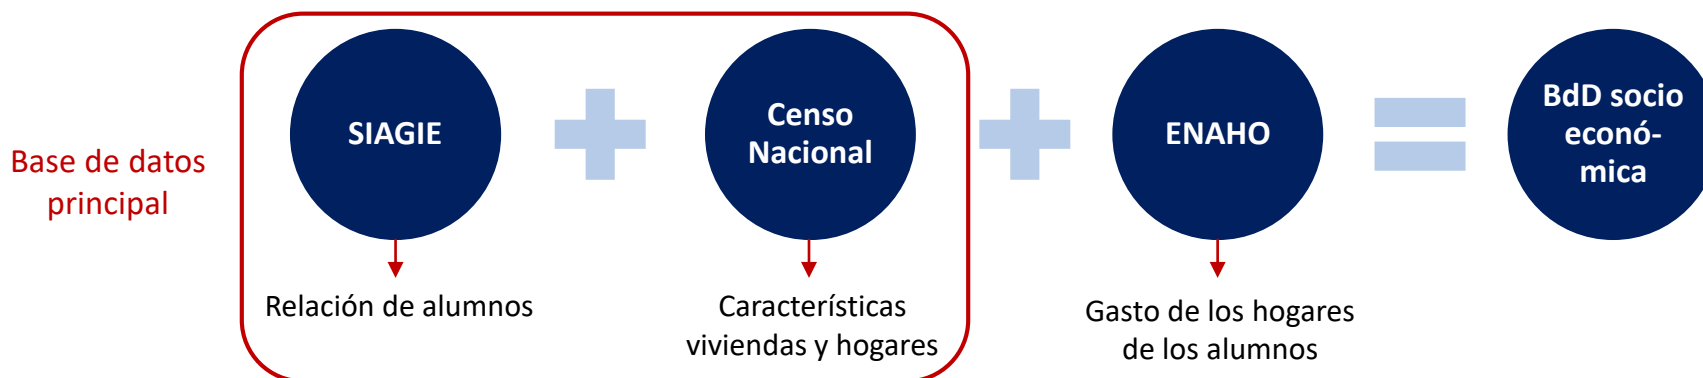 Base de datos
principal
SIAGIE
Relación de alumnos
Censo
Nacional
Característícas
viviendas y hogares
ENAHO
Gasto de los hogares
de los alumnos
BdD socio
econó-
mica